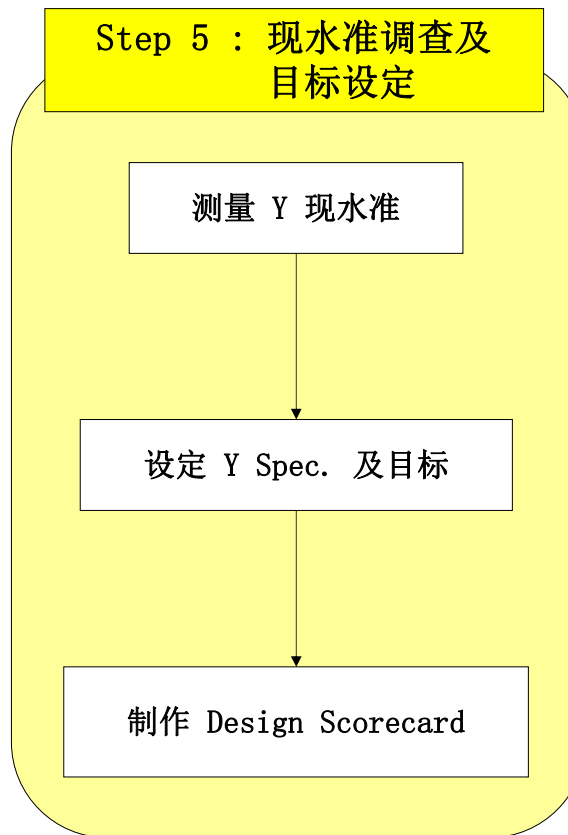 Step 5 : 现水准调查及
目标设定
测量 Y 现水准
设定 Y Spec. 及目标
制作 Design Scorecard